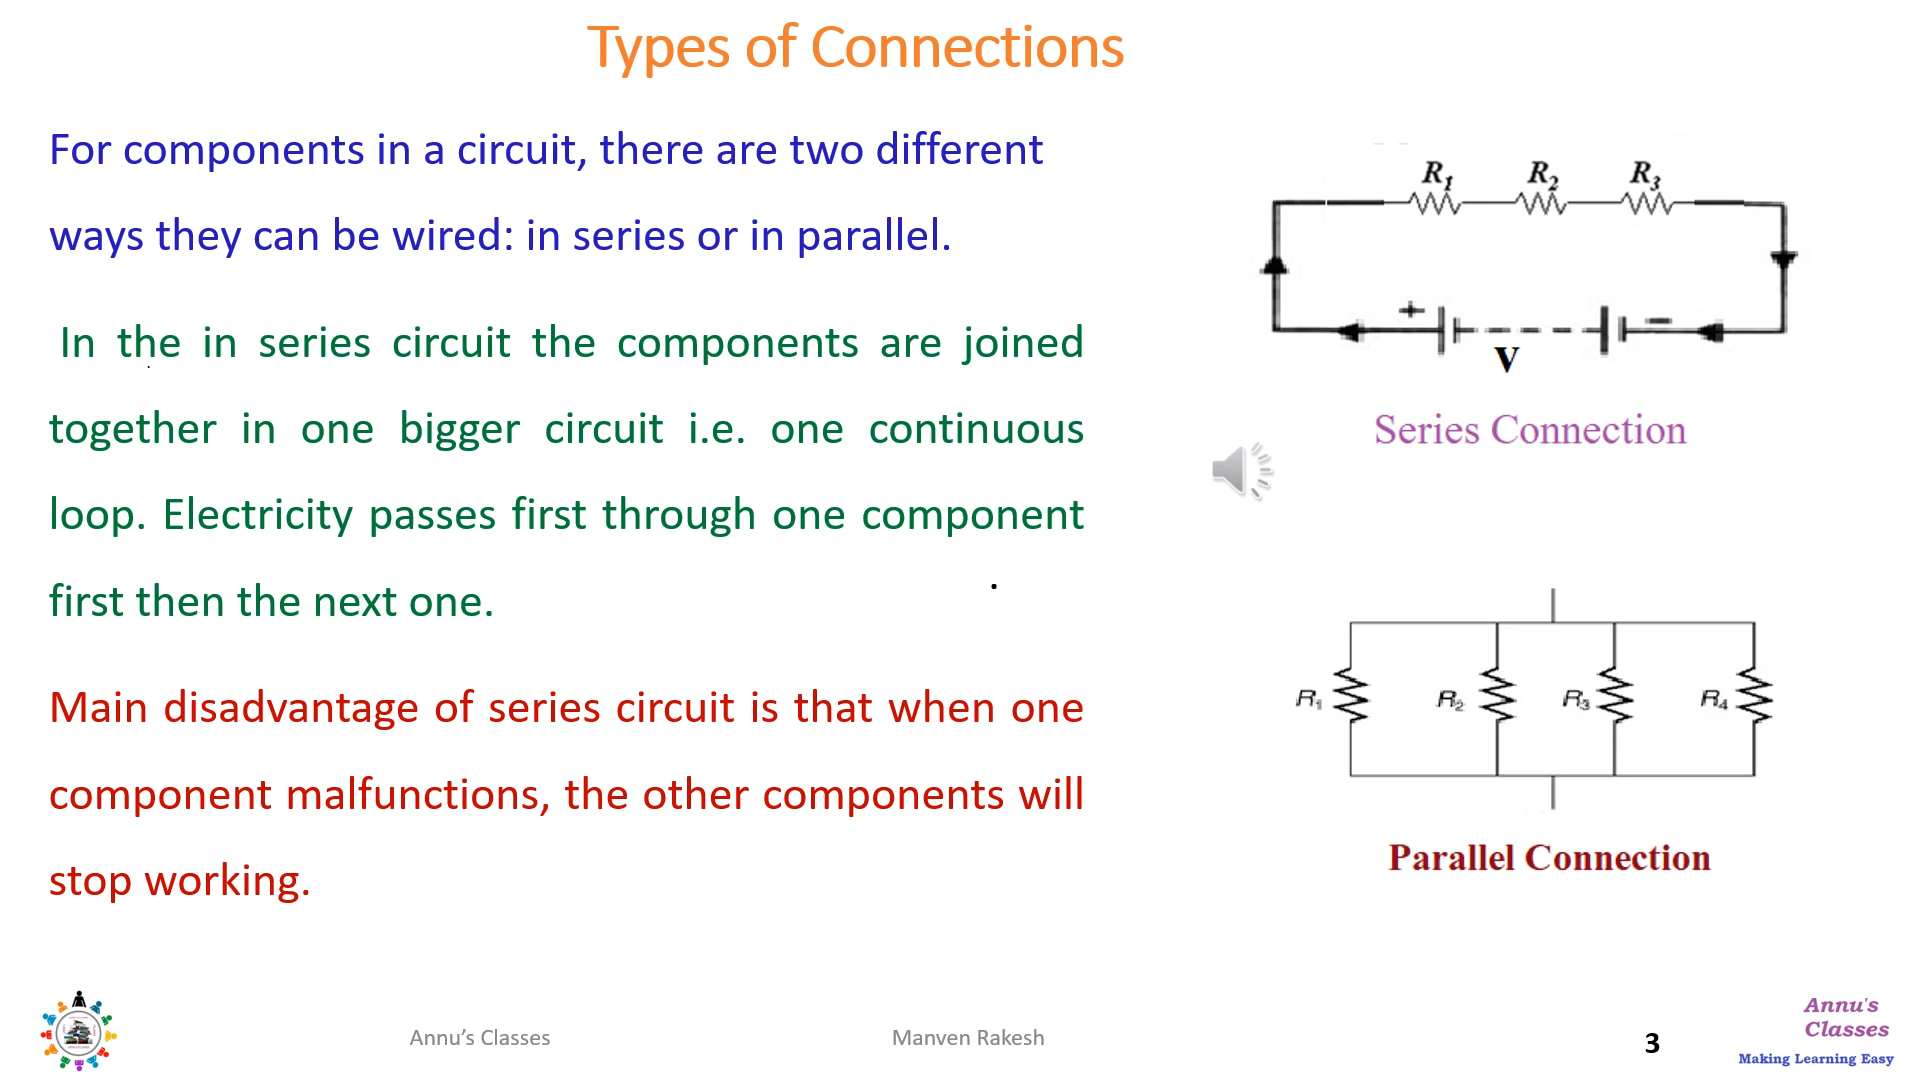 Types of Connections
For components in a circuit, there are two different
ways they can be wired: in series or in parallel.
In the in series circuit the components are joined
together in one bigger circuit i.e. one continuous
loop. Electricity passes first through one component
first then the next one.
Main disadvantage of series circuit is that when one
component malfunctions, the other components will
stop working.
R1 R2 R3
+ −
V
Series Connection
R1 R2 R3 R4
Parallel Connection
Annu’s Classes
Manven Rakesh
3
Annu's
Classes
Making Learning Easy